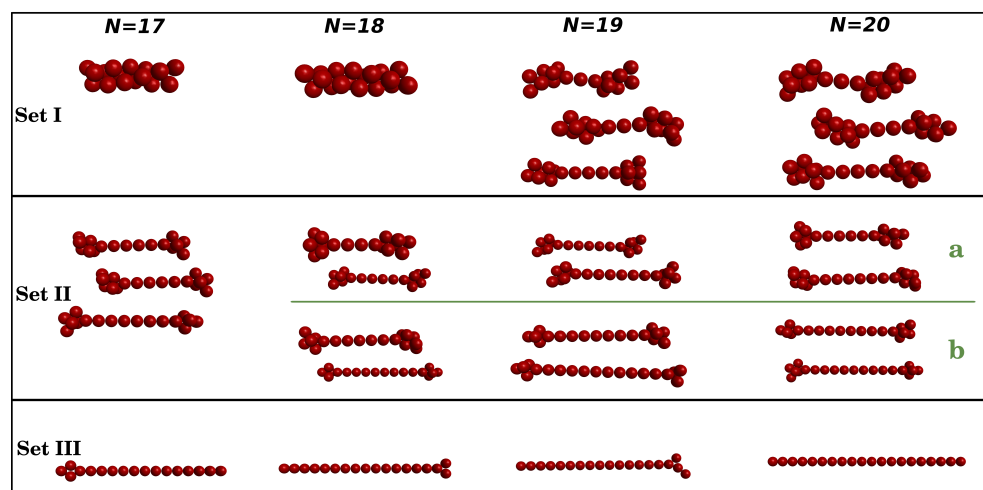 N=17 N=18 N=19 N=20
Set I
a
Set II
b
Set III